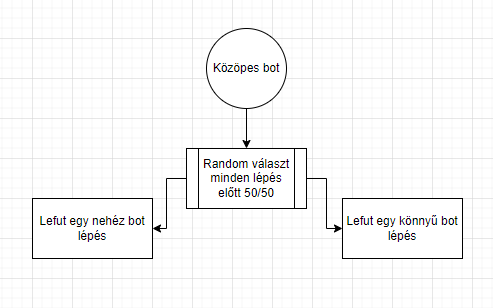 Közöpes bot
Random választ
minden lépés
előtt 50/50
Lefut egy nehéz bot
lépés
Lefut egy könnyű bot
lépés